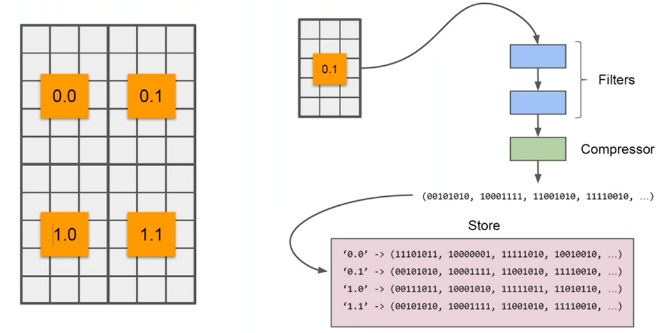 0.0
0.1
1.0
1.1
0.1
Filters
Compressor
(00101010, 10001111, 11001010, 11110010, ...)
Store
‘0.0’ -> (11101011, 10000001, 11111010, 10010010, ...)
‘0.1’ -> (00101010, 10001111, 11001010, 11110010, ...)
‘1.0’ -> (00111011, 10001010, 11111011, 11010110, ...)
‘1.1’ -> (00101010, 10001111, 11001010, 11110010, ...)